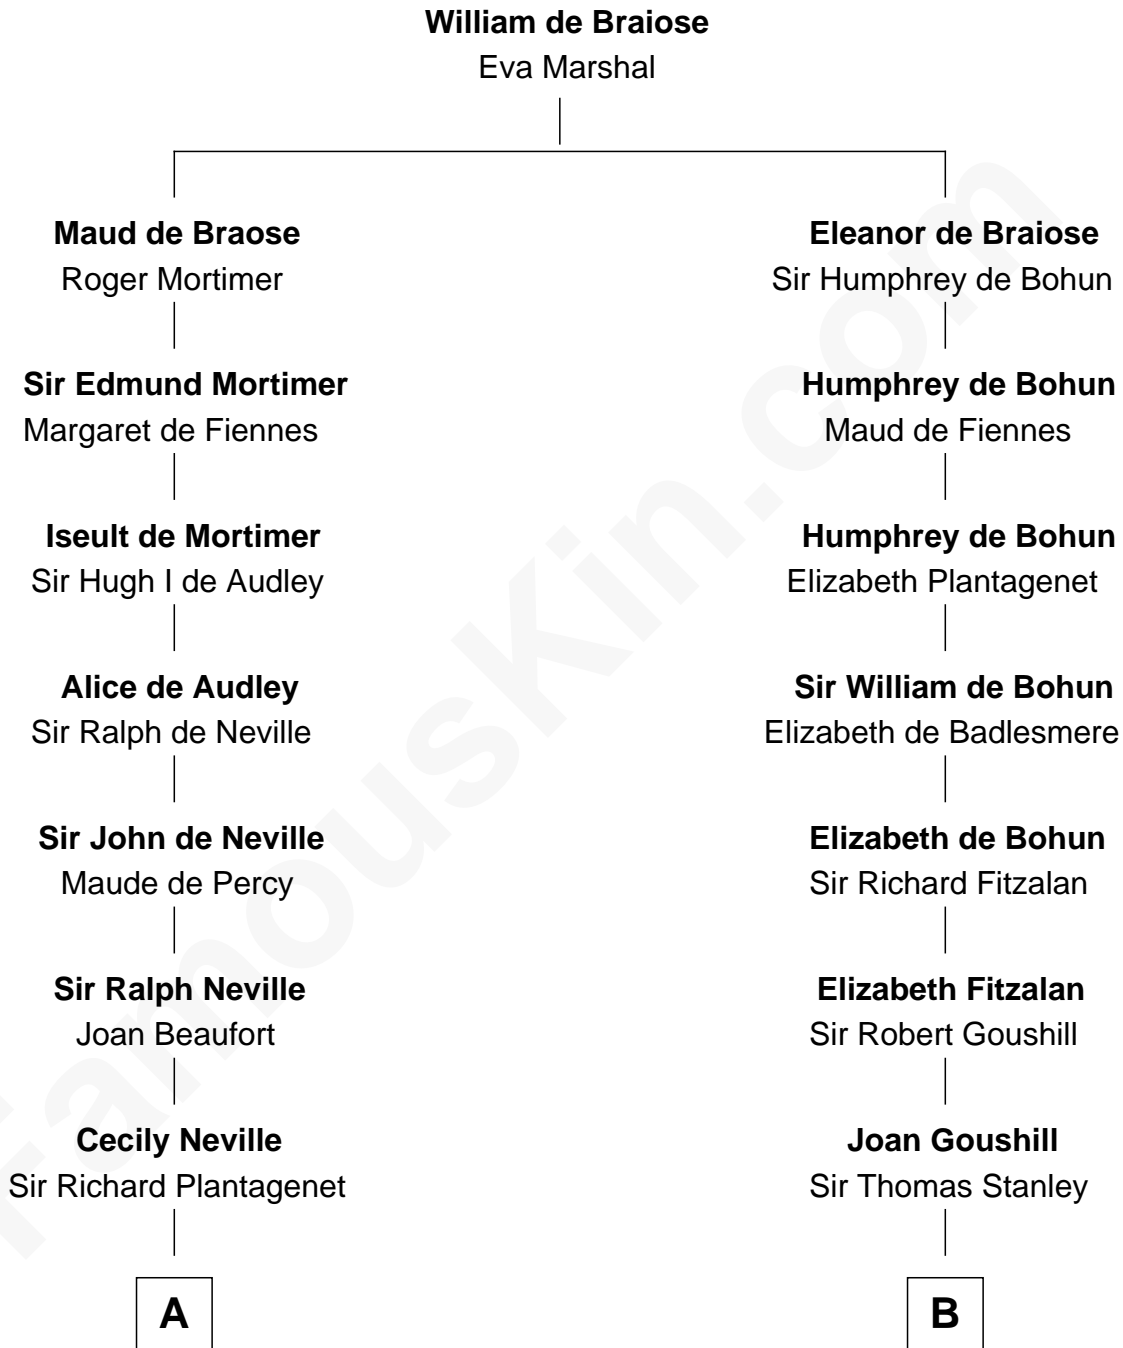 William de Braiose
Eva Marshal
Maud de Braose
Roger Mortimer
Eleanor de Braiose
Sir Humphrey de Bohun
Sir Edmund Mortimer
Margaret de Fiennes
Humphrey de Bohun
Maud de Fiennes
Iseult de Mortimer
Sir Hugh I de Audley
Humphrey de Bohun
Elizabeth Plantagenet
Alice de Audley
Sir Ralph de Neville
Sir William de Bohun
Elizabeth de Badlesmere
Sir John de Neville
Maude de Percy
Elizabeth de Bohun
Sir Richard Fitzalan
Sir Ralph Neville
Joan Beaufort
Elizabeth Fitzalan
Sir Robert Goushill
Cecily Neville
Sir Richard Plantagenet
Joan Goushill
Sir Thomas Stanley
A
B
FamousKin.com